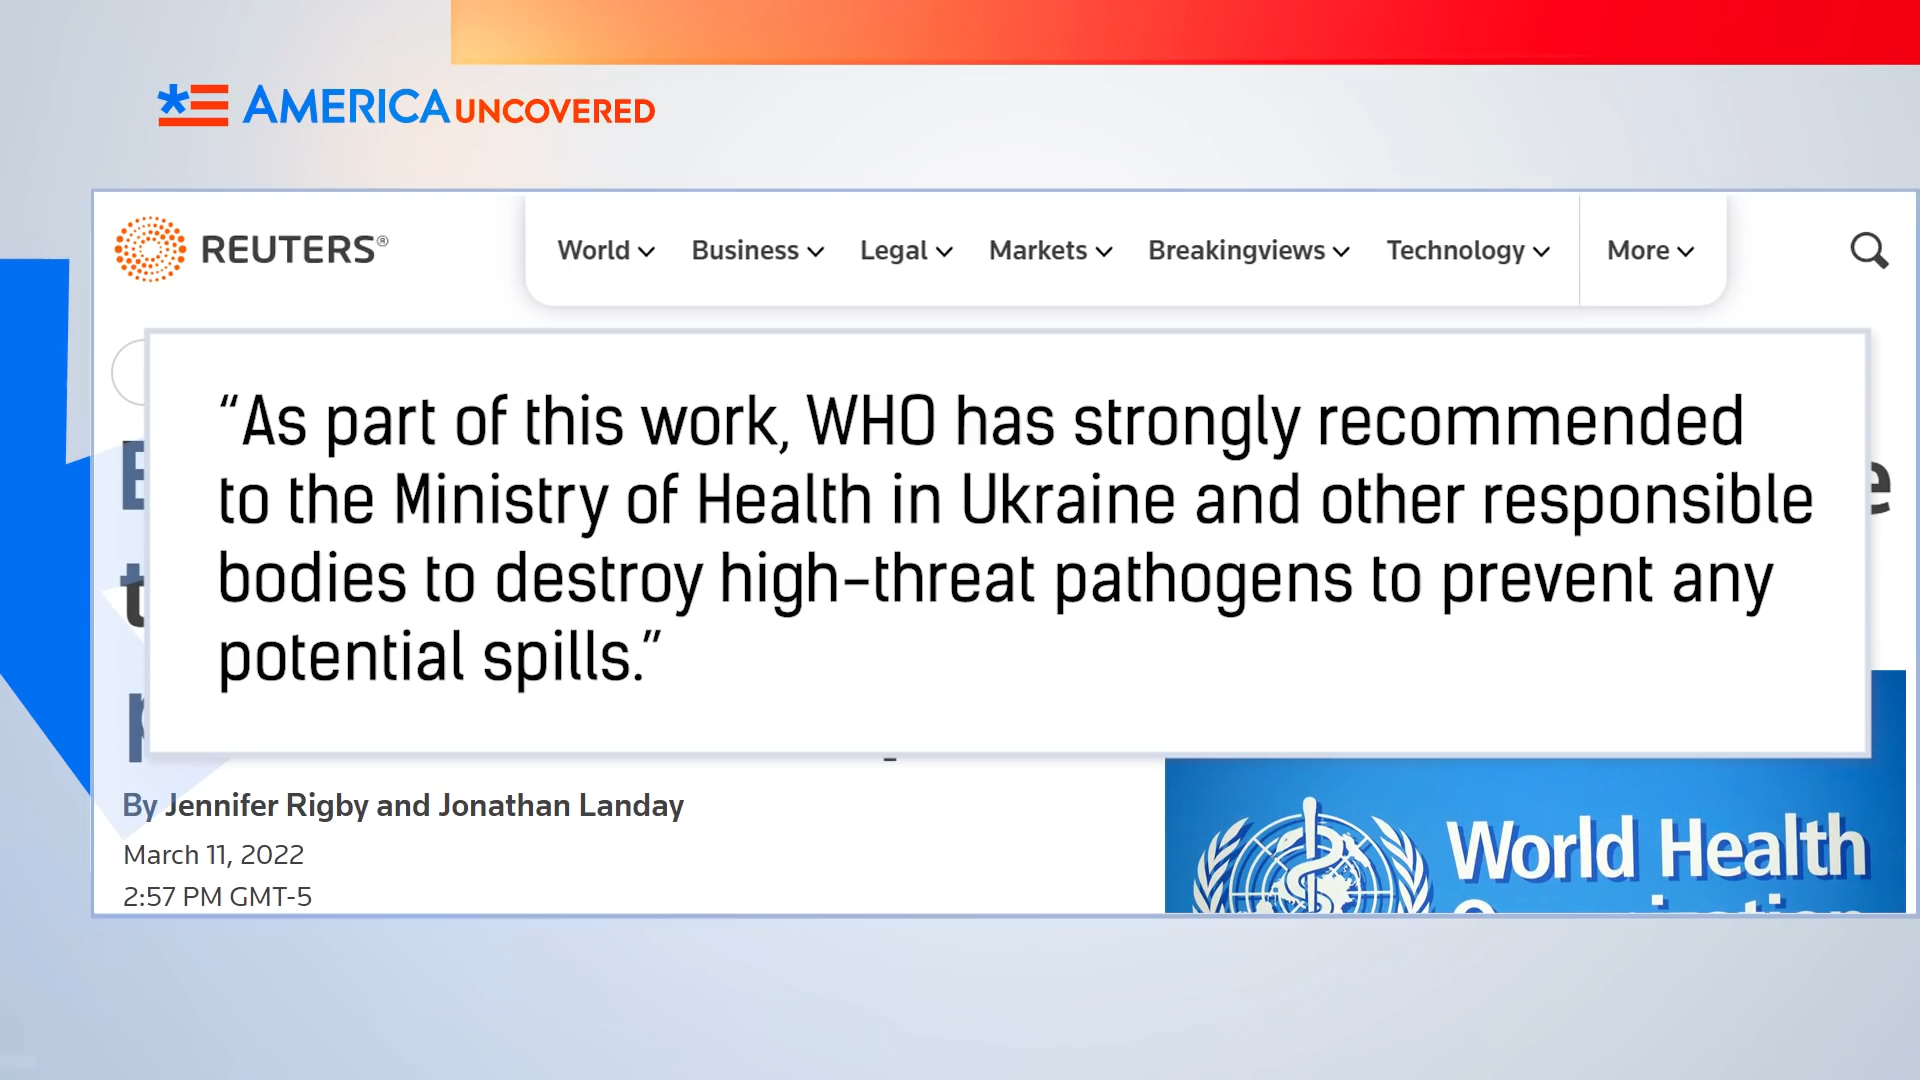 AMERICA UNCOVERED
REUTERS®
World Business Legal Markets Breakingviews Technology More
“As part of this work, WHO has strongly recommended
to the Ministry of Health in Ukraine and other responsible
bodies to destroy high-threat pathogens to prevent any
potential spills.”
By Jennifer Rigby and Jonathan Landay
March 11, 2022
2:57 PM GMT-5
World Health